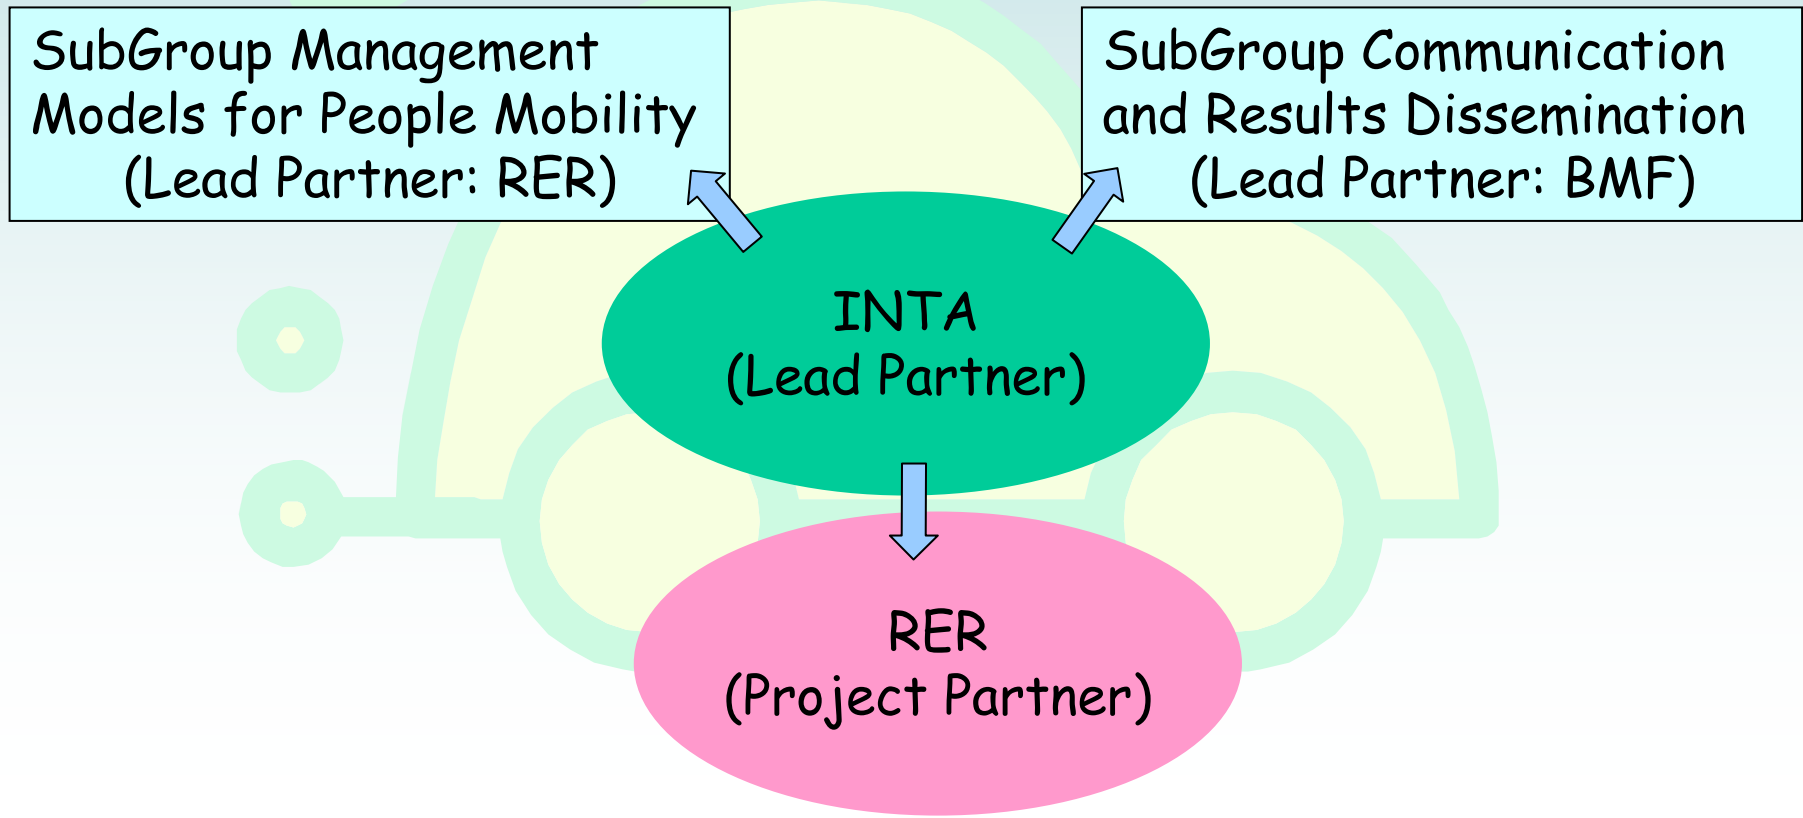 SubGroup Management
Models for People Mobility
(Lead Partner: RER)
SubGroup Communication
and Results Dissemination
(Lead Partner: BMF)
INTA
(Lead Partner)
RER
(Project Partner)